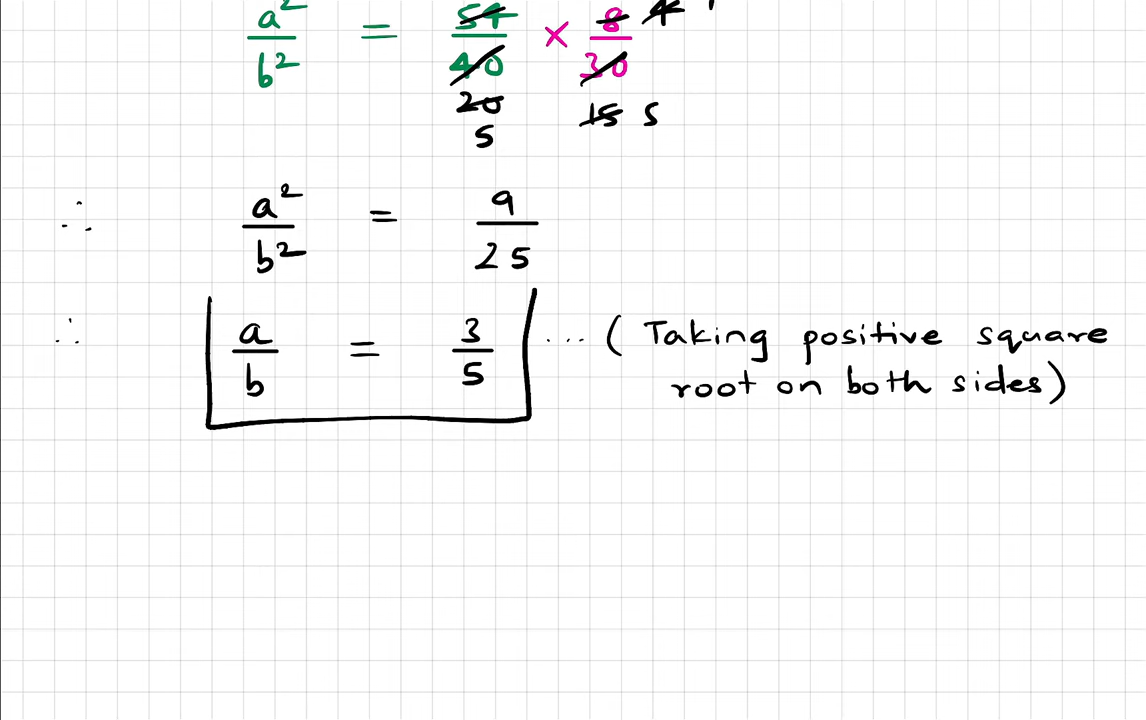 a² / b² = 54 / 40 × 8 / 30 4
20 15 5
5
∴ a² / b² = 9 / 25
∴ a / b = 3 / 5 ... ( Taking positive square
root on both sides)